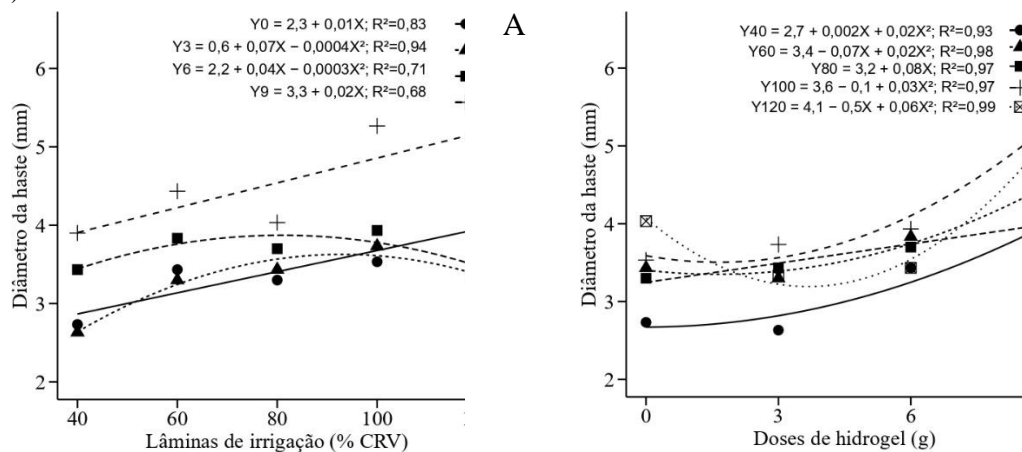 )
Y0 = 2,3 + 0,01X; R²=0,83
Y3 = 0,6 + 0,07X − 0,0004X²; R²=0,94
Y6 = 2,2 + 0,04X − 0,0003X²; R²=0,71
Y9 = 3,3 + 0,02X; R²=0,68
Diâmetro da haste (mm)
6
5
4
3
2
40
60
80
100
Lâminas de irrigação (% CRV)
A
Y40 = 2,7 + 0,002X + 0,02X²; R²=0,93
Y60 = 3,4 − 0,07X + 0,02X²; R²=0,98
Y80 = 3,2 + 0,08X; R²=0,97
Y100 = 3,6 − 0,1 + 0,03X²; R²=0,97
Y120 = 4,1 − 0,5X + 0,06X²; R²=0,99
Diâmetro da haste (mm)
6
5
4
3
2
0
3
6
Doses de hidrogel (g)